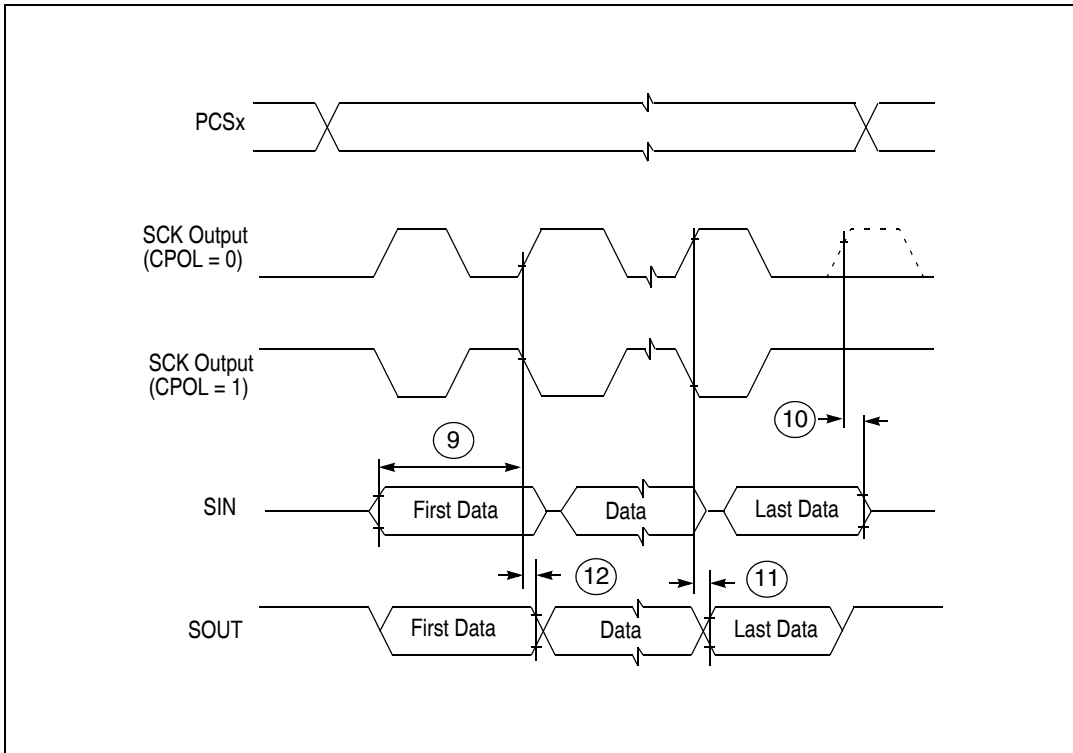 PCSx
SCK Output
(CPOL = 0)
SCK Output
(CPOL = 1)
10
9
SIN
First Data
Data
Last Data
12
11
SOUT
First Data
Data
Last Data